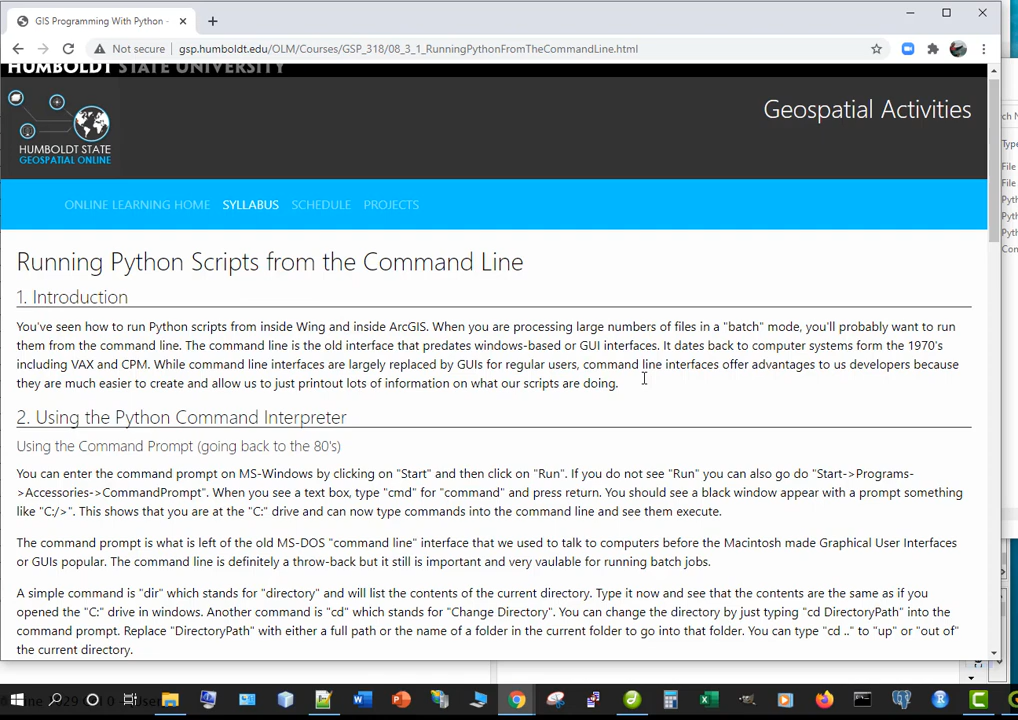 GIS Programming With Python -
Not secure
gsp.humboldt.edu/OLM/Courses/GSP_318/08_3_1_RunningPythonFromTheCommandLine.html
HUMBOLDT STATE UNIVERSITY
Geospatial Activities
HUMBOLDT STATE
GEOSPATIAL ONLINE
ONLINE LEARNING HOME SYLLABUS SCHEDULE PROJECTS
Running Python Scripts from the Command Line
1. Introduction
You've seen how to run Python scripts from inside Wing and inside ArcGIS. When you are processing large numbers of files in a "batch" mode, you'll probably want to run
them from the command line. The command line is the old interface that predates windows-based or GUI interfaces. It dates back to computer systems form the 1970's
including VAX and CPM. While command line interfaces are largely replaced by GUIs for regular users, command line interfaces offer advantages to us developers because
they are much easier to create and allow us to just printout lots of information on what our scripts are doing.
2. Using the Python Command Interpreter
Using the Command Prompt (going back to the 80's)
You can enter the command prompt on MS-Windows by clicking on "Start" and then click on "Run". If you do not see "Run" you can also go do "Start->Programs-
>Accessories->CommandPrompt". When you see a text box, type "cmd" for "command" and press return. You should see a black window appear with a prompt something
like "C:/>". This shows that you are at the "C:" drive and can now type commands into the command line and see them execute.
The command prompt is what is left of the old MS-DOS "command line" interface that we used to talk to computers before the Macintosh made Graphical User Interfaces
or GUIs popular. The command line is definitely a throw-back but it still is important and very vaulable for running batch jobs.
A simple command is "dir" which stands for "directory" and will list the contents of the current directory. Type it now and see that the contents are the same as if you
opened the "C:" drive in windows. Another command is "cd" which stands for "Change Directory". You can change the directory by just typing "cd DirectoryPath" into the
command prompt. Replace "DirectoryPath" with either a full path or the name of a folder in the current folder to go into that folder. You can type "cd .." to "up" or "out of"
the current directory.